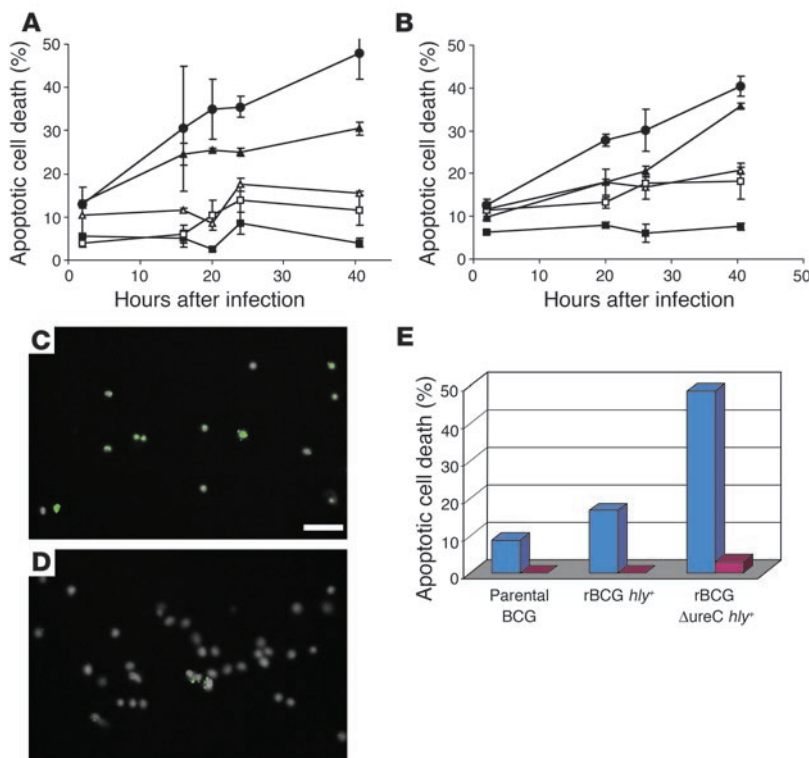 A
Apoptotic cell death (%)
50
40
30
20
10
0
0
10
20
30
40
Hours after infection
B
Apoptotic cell death (%)
50
40
30
20
10
0
0
10
20
30
40
50
Hours after infection
C
D
E
Apoptotic cell death (%)
50
40
30
20
10
0
Parental
BCG
rBCG hly⁺
rBCG
ΔureC hly⁺